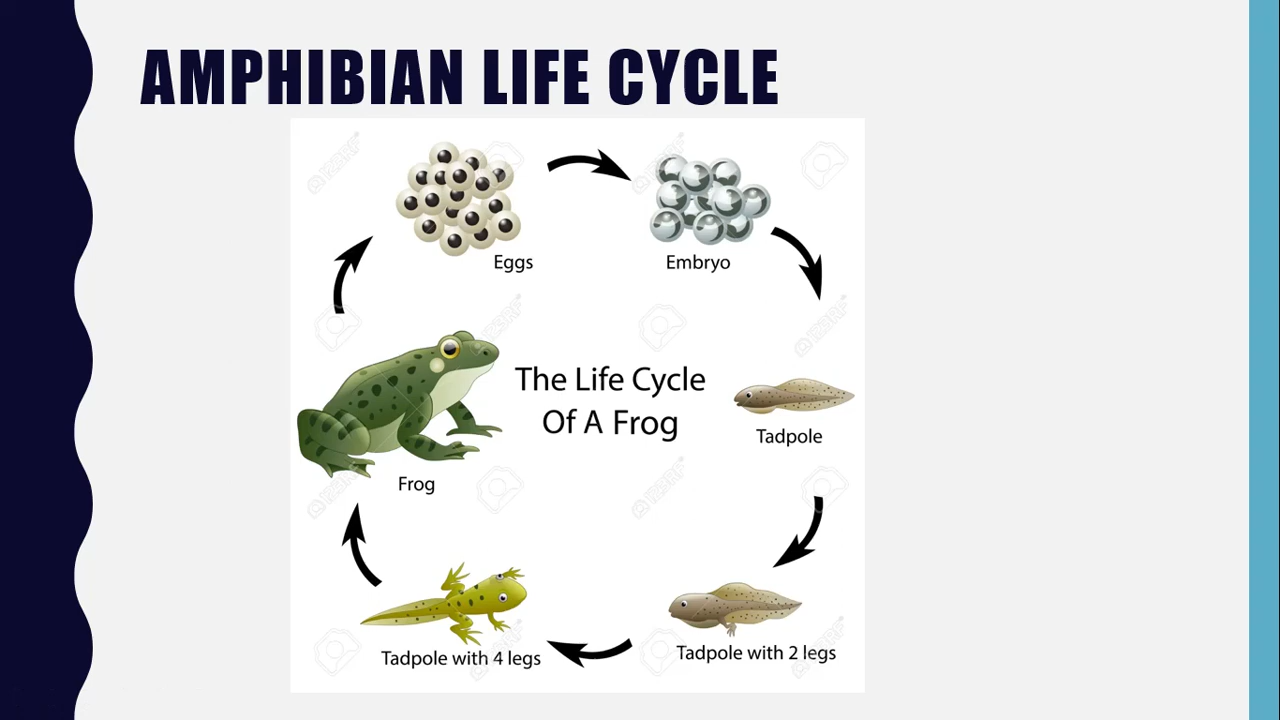 AMPHIBIAN LIFE CYCLE
Eggs
Embryo
The Life Cycle
Of A Frog
Tadpole
Frog
Tadpole with 4 legs
Tadpole with 2 legs
123RF